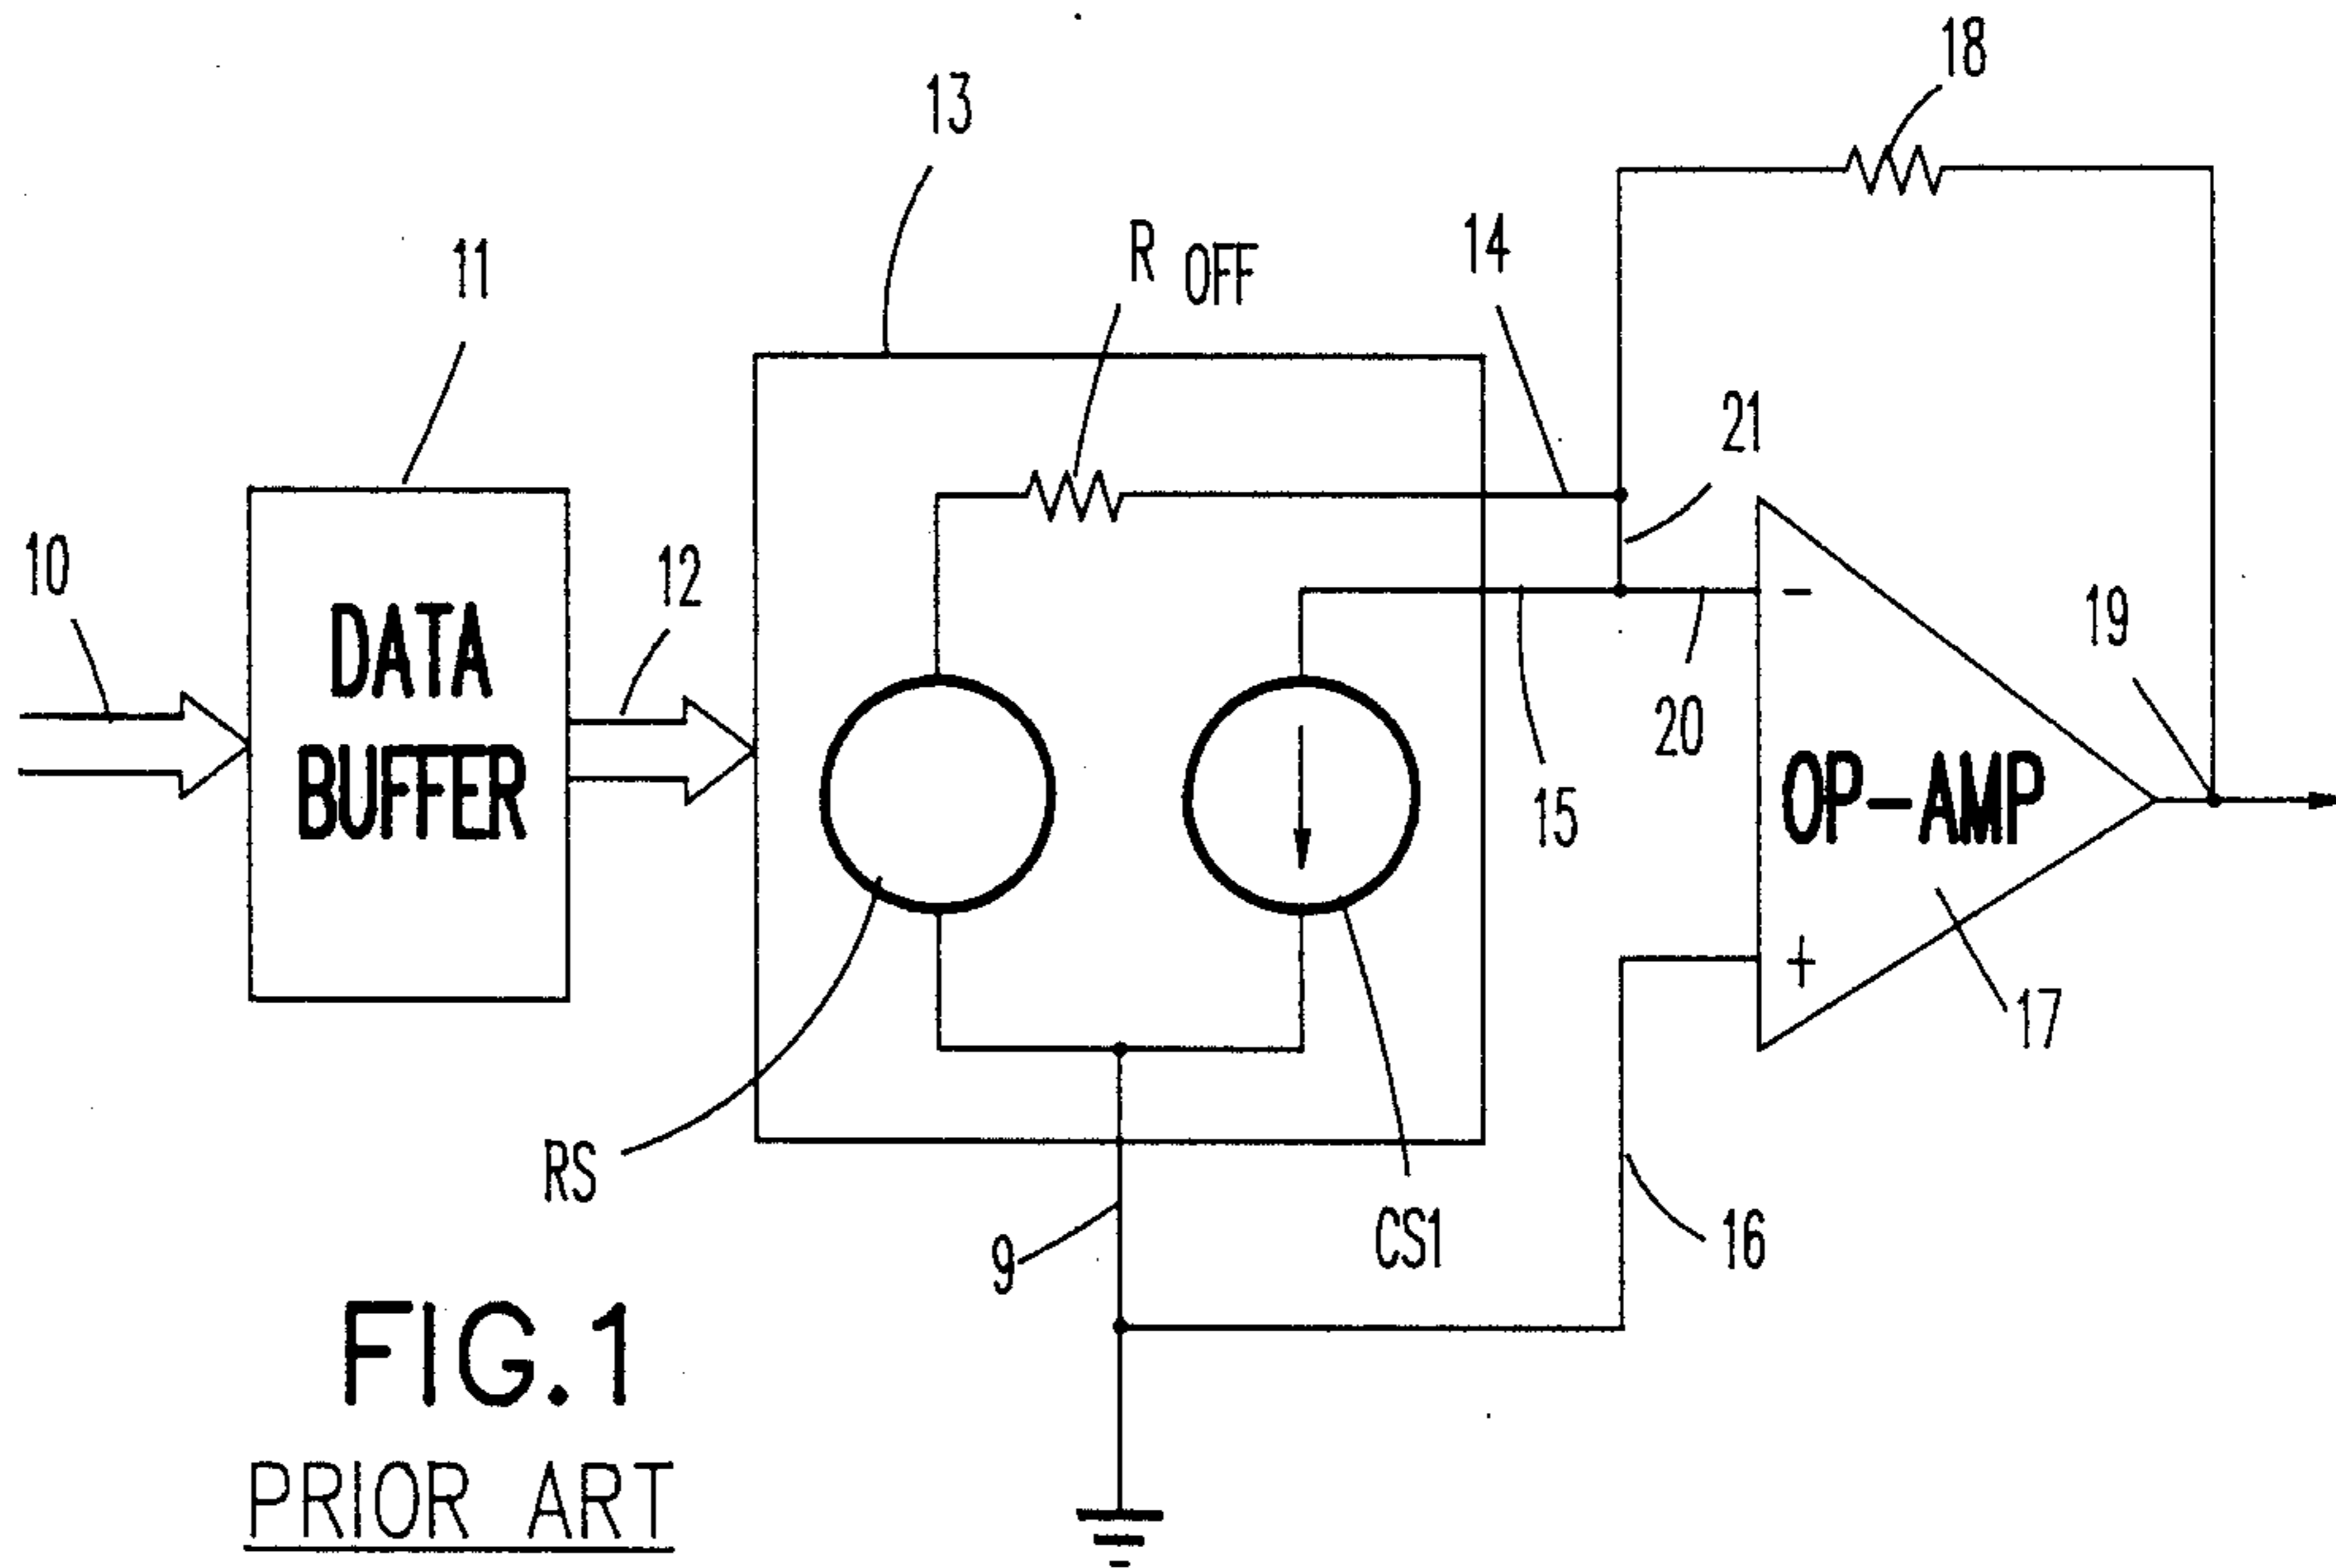 18
13
R OFF
14
11
21
10
12
DATA
BUFFER
-
19
20
OP-AMP
15
+
17
RS
CS1
16
9
FIG.1
PRIOR ART